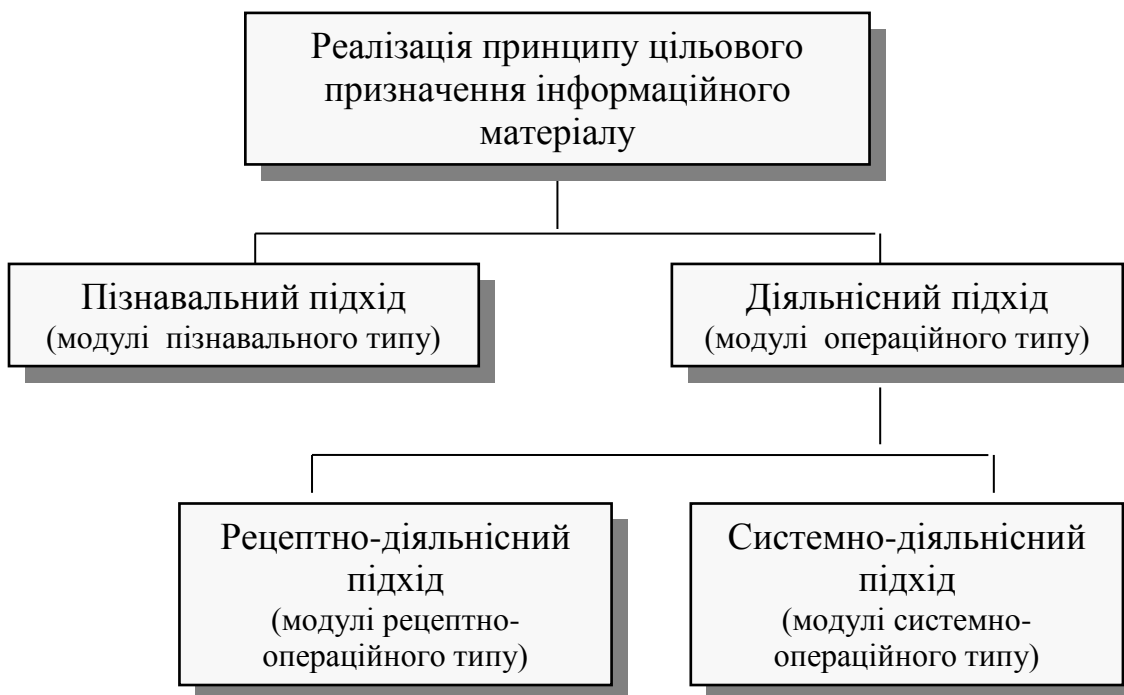 Реалізація принципу цільового
призначення інформаційного
матеріалу
Пізнавальний підхід
(модулі пізнавального типу)
Діяльнісний підхід
(модулі операційного типу)
Рецептно-діяльнісний
підхід
(модулі рецептно-
операційного типу)
Системно-діяльнісний
підхід
(модулі системно-
операційного типу)